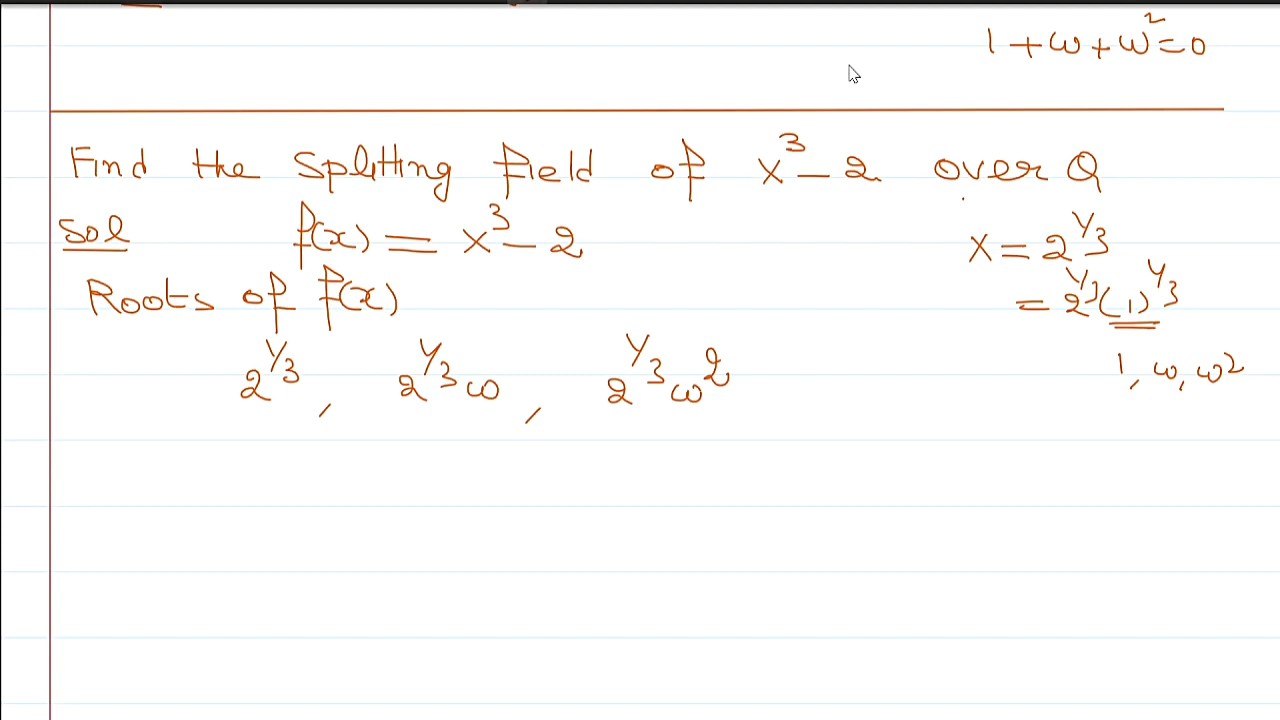 1 + ω + ω² = 0
Find the Splitting field of x³ - 2 over Q
Sol f(x) = x³ - 2 x = 2^1/3
Roots of f(x) = 2^1/3 (1)^1/3
2^1/3 , 2^1/3 ω , 2^1/3 ω² 1, ω, ω²